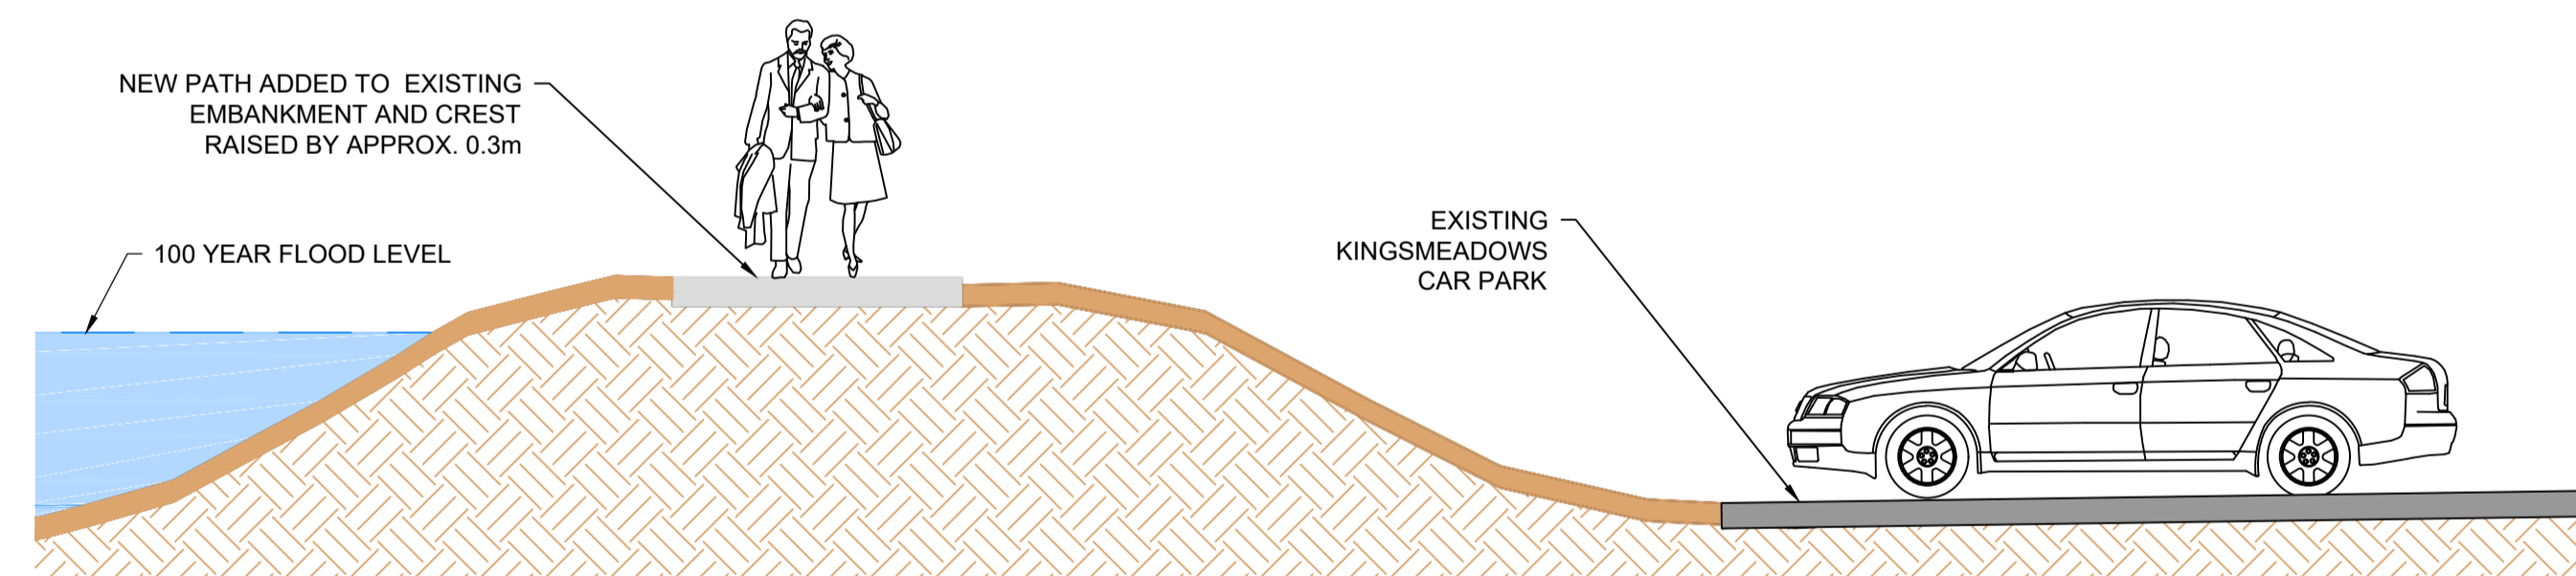 NEW PATH ADDED TO EXISTING
EMBANKMENT AND CREST
RAISED BY APPROX. 0.3m
100 YEAR FLOOD LEVEL
EXISTING
KINGSMEADOWS
CAR PARK